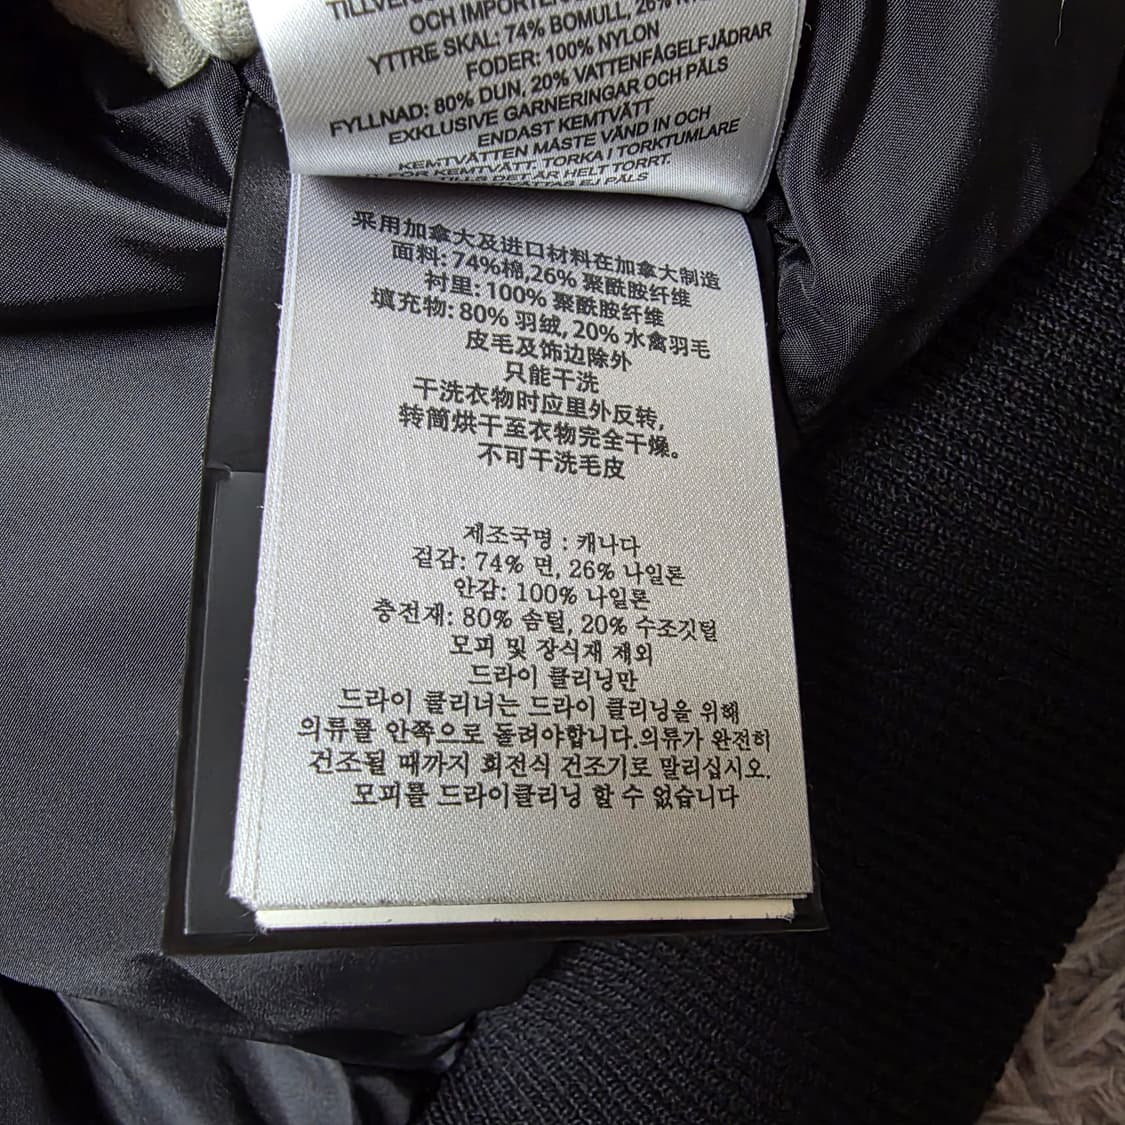 OCH IMPORTE
YTTRE SKAL: 74% BOMULL, 26%
FODER: 100% NYLON
FYLLNAD: 80% DUN, 20% VATTENFÅGELFJÄDRAR
EXKLUSIVE GARNERINGAR OCH PÄLS
ENDAST KEMTVÄTT
KEMTVÄTTEN MÅSTE VÄND IN OCH
FÖR KEMTVÄTT. TORKA I TORKTUMLARE
TILLS DET ÄR HELT TORRT.
EJ PÄLS
采用加拿大及进口材料在加拿大制造
面料: 74%棉,26% 聚酰胺纤维
衬里: 100% 聚酰胺纤维
填充物: 80% 羽绒, 20% 水禽羽毛
皮毛及饰边除外
只能干洗
干洗衣物时应里外反转,
转筒烘干至衣物完全干燥。
不可干洗毛皮
제조국명 : 캐나다
겉감: 74% 면, 26% 나일론
안감: 100% 나일론
충전재: 80% 솜털, 20% 수조깃털
모피 및 장식재 제외
드라이 클리닝만
드라이 클리너는 드라이 클리닝을 위해
의류를 안쪽으로 돌려야합니다.의류가 완전히
건조될 때까지 회전식 건조기로 말리십시오.
모피를 드라이클리닝 할 수 없습니다